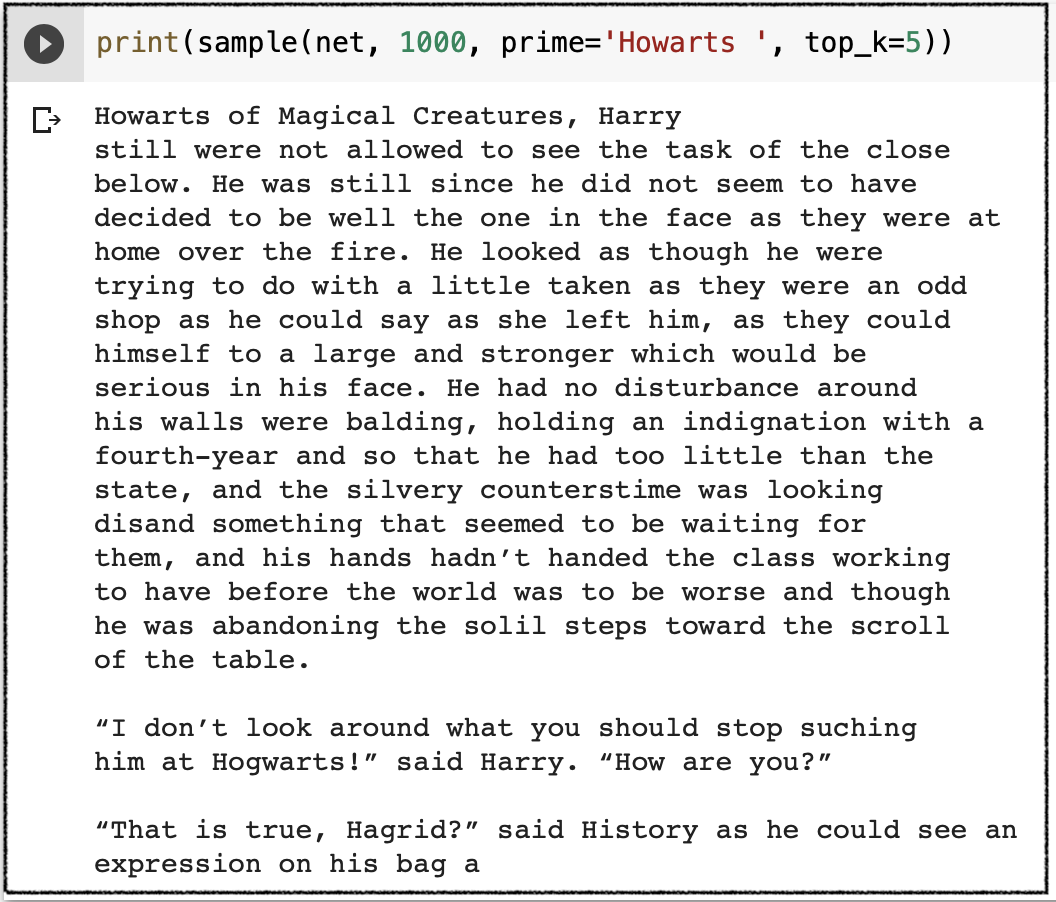 print(sample(net, 1000, prime='Howarts ', top_k=5))
Howarts of Magical Creatures, Harry
still were not allowed to see the task of the close
below. He was still since he did not seem to have
decided to be well the one in the face as they were at
home over the fire. He looked as though he were
trying to do with a little taken as they were an odd
shop as he could say as she left him, as they could
himself to a large and stronger which would be
serious in his face. He had no disturbance around
his walls were balding, holding an indignation with a
fourth-year and so that he had too little than the
state, and the silvery counterstime was looking
disand something that seemed to be waiting for
them, and his hands hadn’t handed the class working
to have before the world was to be worse and though
he was abandoning the solil steps toward the scroll
of the table.

“I don’t look around what you should stop suching
him at Hogwarts!” said Harry. “How are you?”

“That is true, Hagrid?” said History as he could see an
expression on his bag a